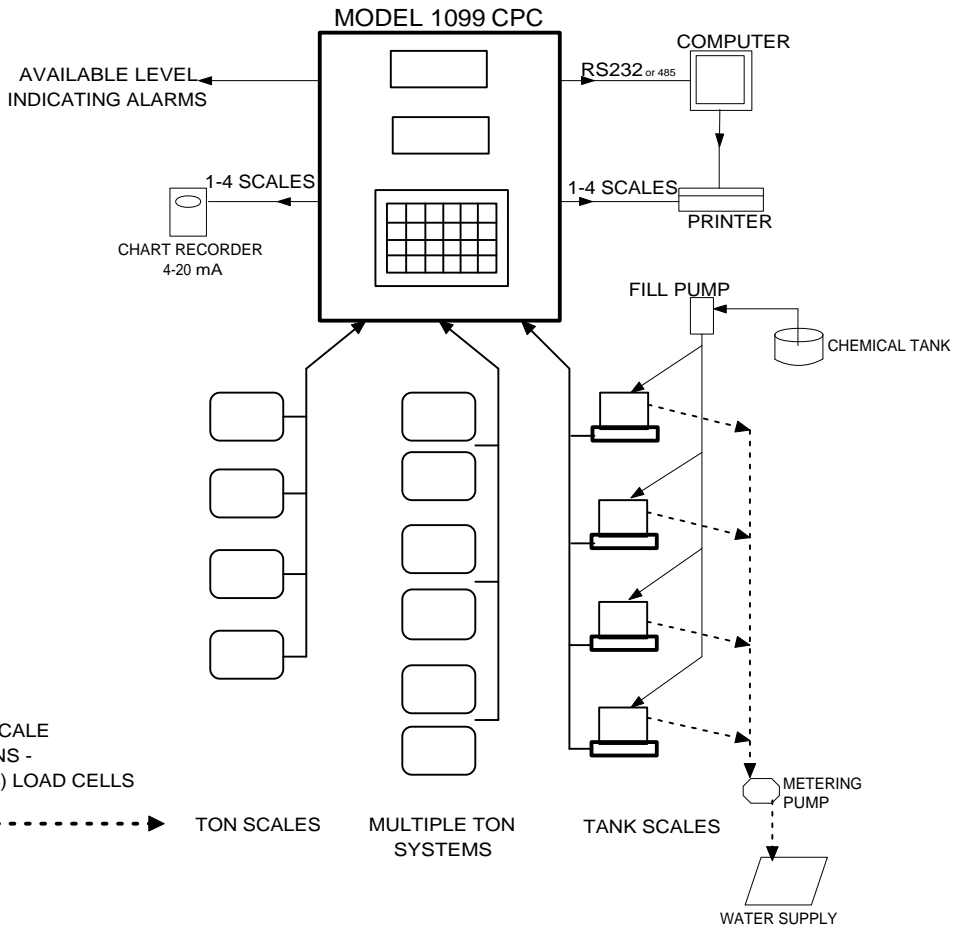 MODEL 1099 CPC
AVAILABLE LEVEL
INDICATING ALARMS
RS232 or 485
COMPUTER
1-4 SCALES
CHART RECORDER
4-20 mA
1-4 SCALES
PRINTER
FILL PUMP
CHEMICAL TANK
CALE
NS -
) LOAD CELLS
TON SCALES
MULTIPLE TON
SYSTEMS
TANK SCALES
METERING
PUMP
WATER SUPPLY